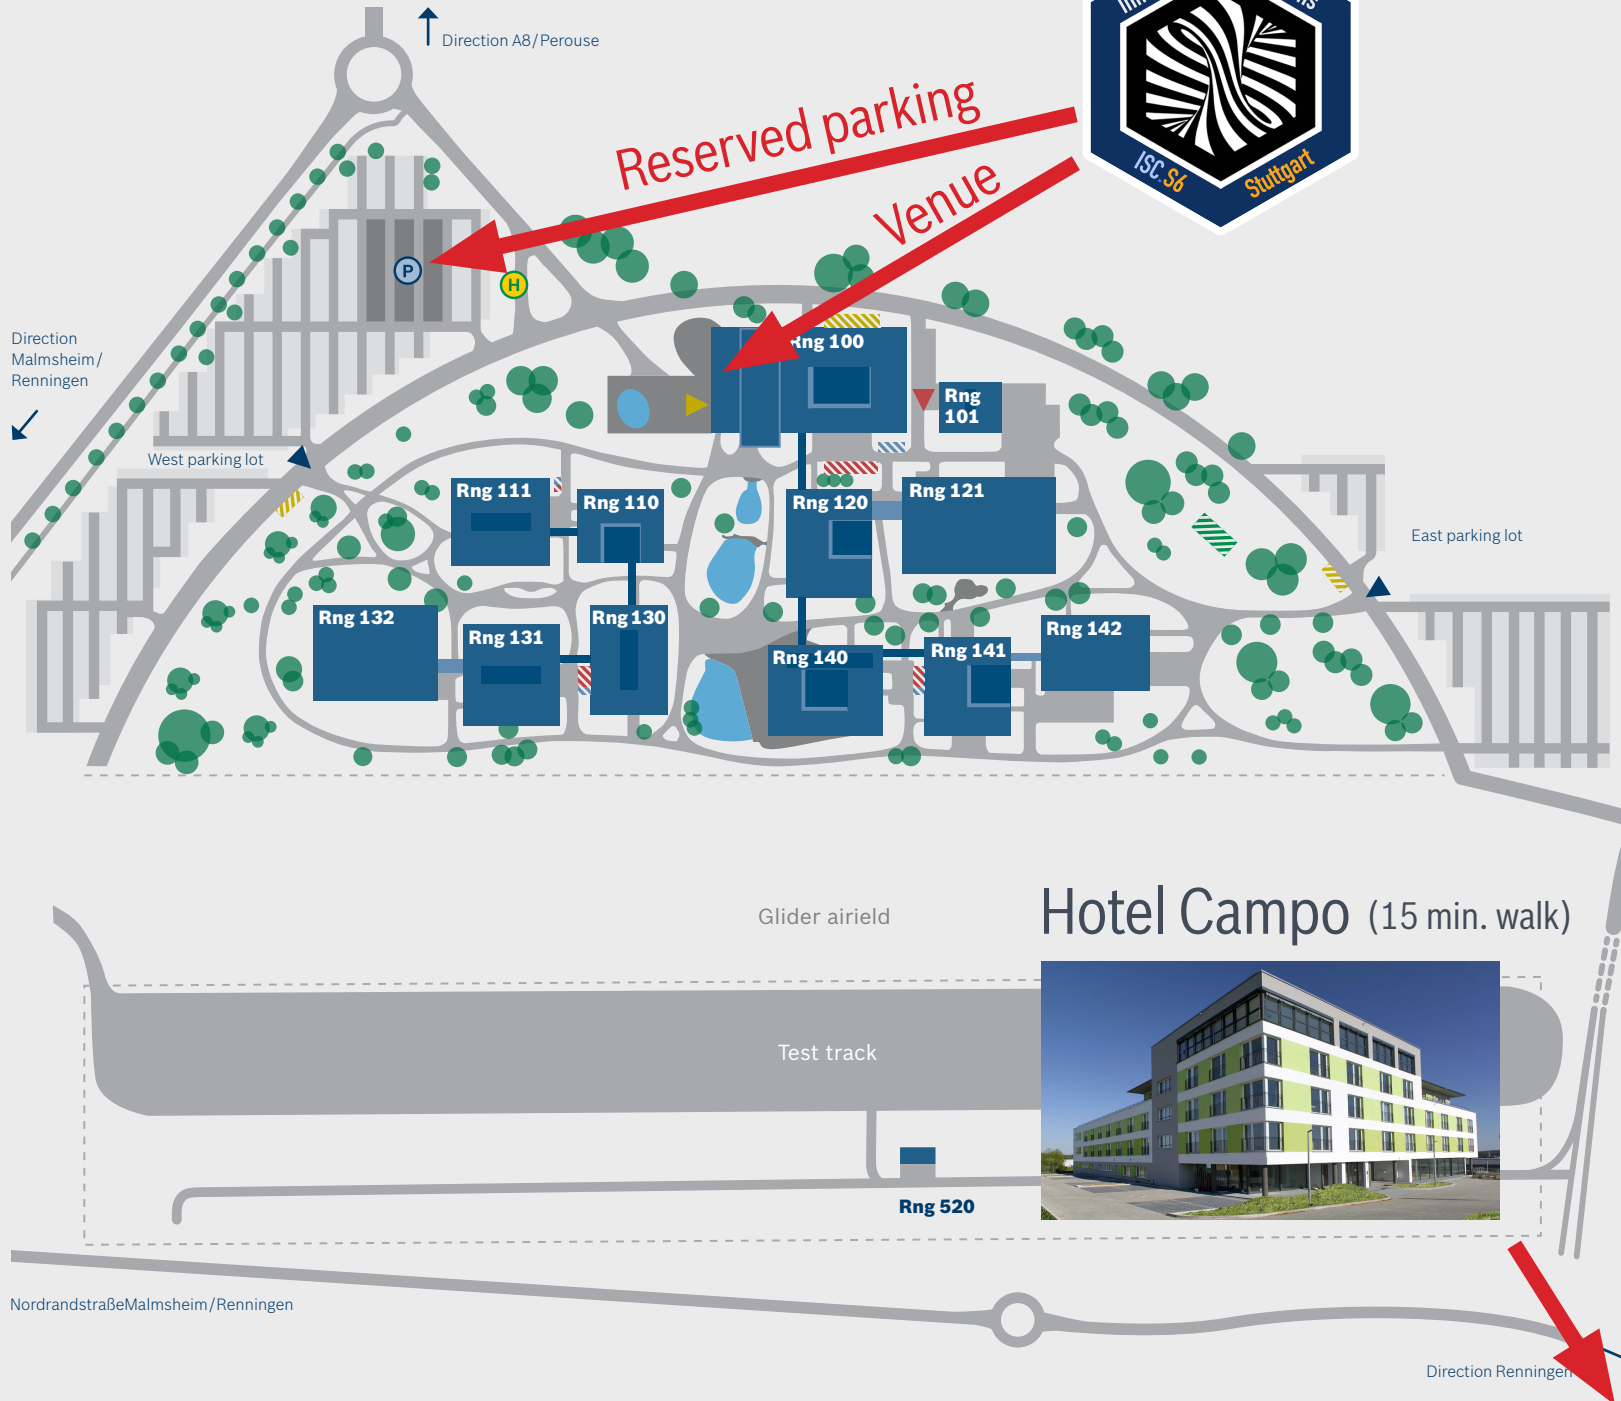 Direction A8/Perouse
Reserved parking
Venue
ISC.S6
Stuttgart
P
H
Direction
Malmsheim/
Renningen
West parking lot
Rng 100
Rng
101
Rng 111
Rng 110
Rng 120
Rng 121
East parking lot
Rng 132
Rng 131
Rng 130
Rng 140
Rng 141
Rng 142
Glider airield
Hotel Campo (15 min. walk)
Test track
Rng 520
NordrandstraßeMalmsheim/Renningen
Direction Renningen